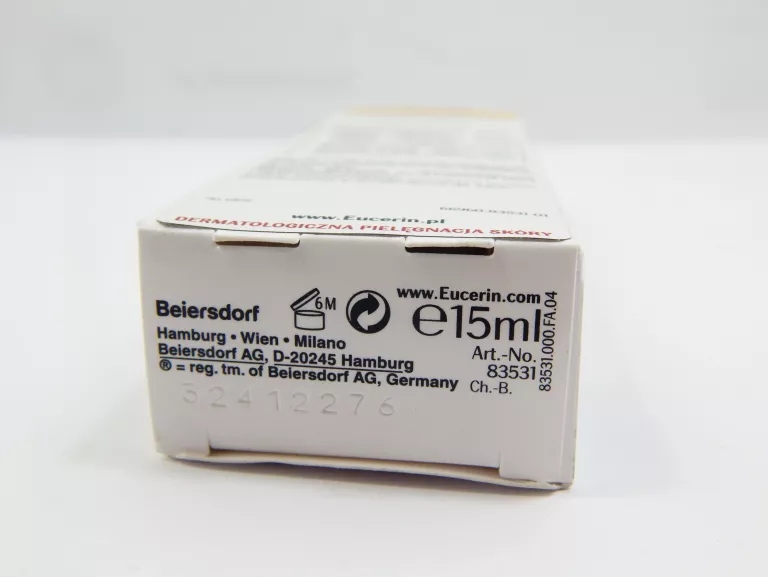 www.Eucerin.pl
DERMATOLOGICZNA PIELĘGNACJA SKÓRY
Beiersdorf
6M
www.Eucerin.com
e15ml
Hamburg • Wien • Milano
Beiersdorf AG, D-20245 Hamburg
® = reg. tm. of Beiersdorf AG, Germany
Art.-No.
83531
Ch.-B.
83531.000.FA.04
32412276